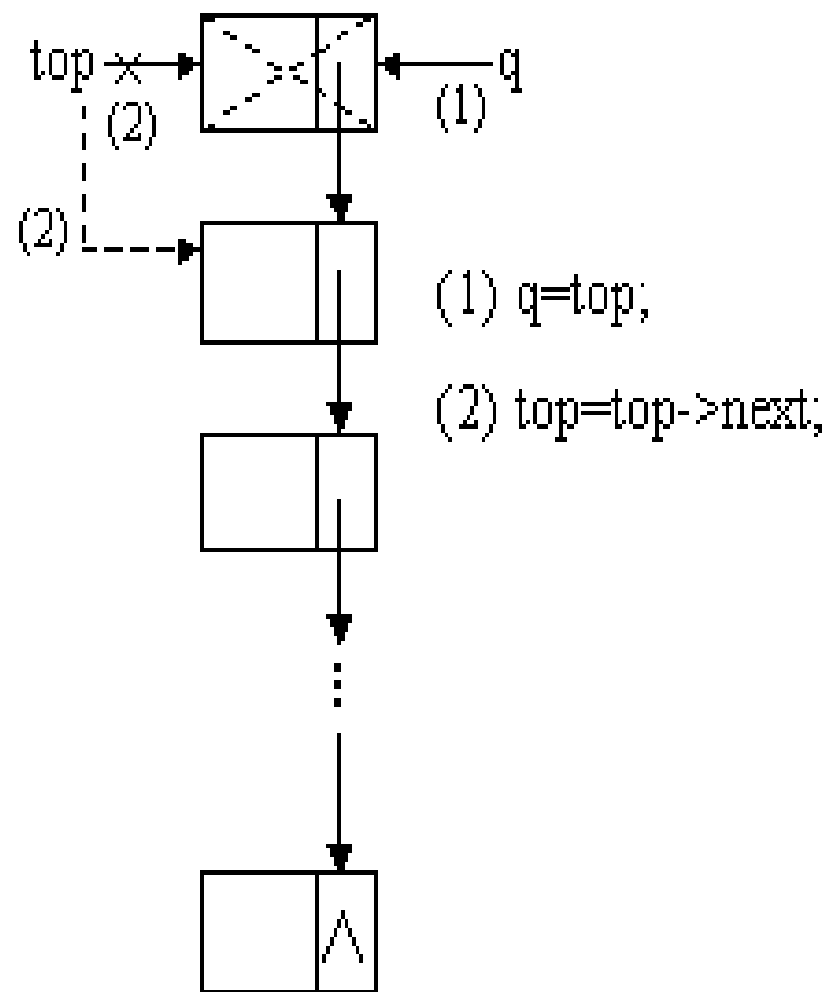 top
q
(2)
(1)
(2)
(1) q=top;
(2) top=top->next;
⋮
∧